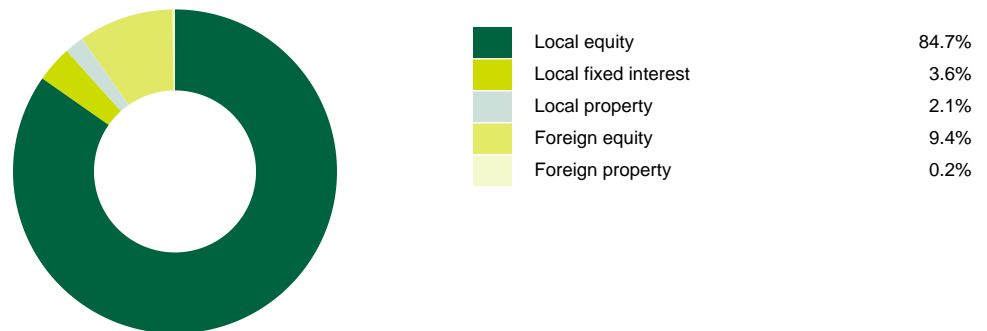 Local equity 84.7%
Local fixed interest 3.6%
Local property 2.1%
Foreign equity 9.4%
Foreign property 0.2%